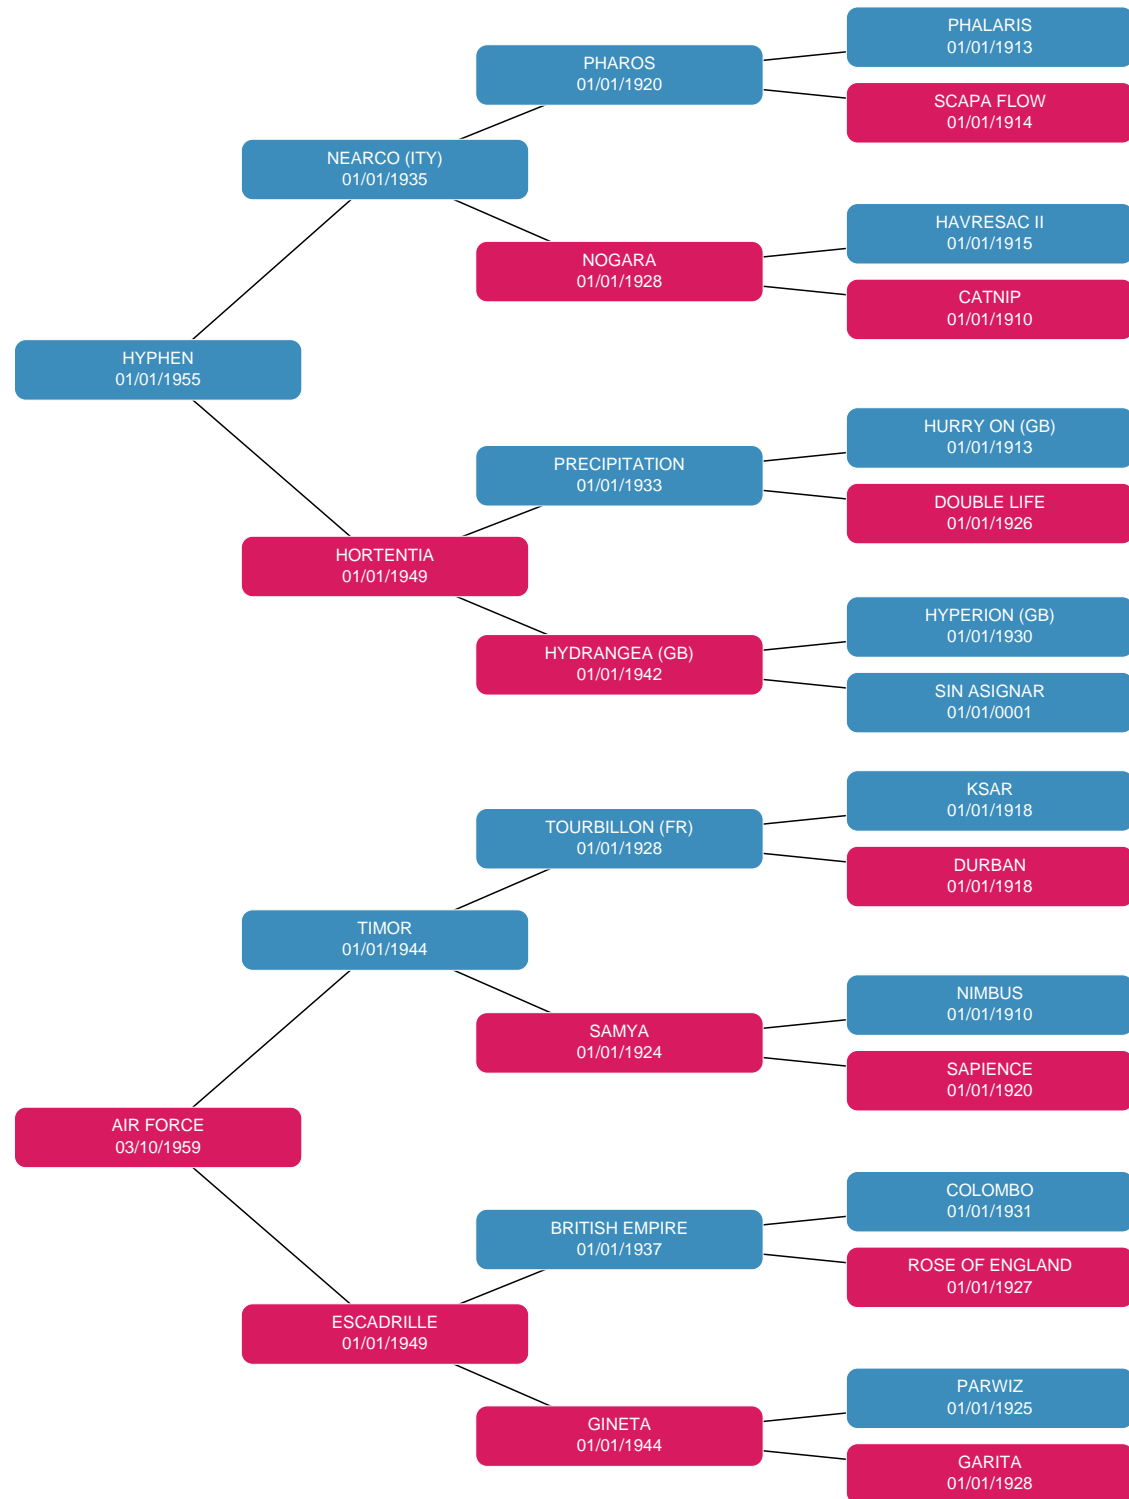 PHALARIS
01/01/1913
PHAROS
01/01/1920
SCAPA FLOW
01/01/1914
NEARCO (ITY)
01/01/1935
HAVRESAC II
01/01/1915
NOGARA
01/01/1928
CATNIP
01/01/1910
HYPHEN
01/01/1955
HURRY ON (GB)
01/01/1913
PRECIPITATION
01/01/1933
DOUBLE LIFE
01/01/1926
HORTENTIA
01/01/1949
HYPERION (GB)
01/01/1930
HYDRANGEA (GB)
01/01/1942
SIN ASIGNAR
01/01/0001
KSAR
01/01/1918
TOURBILLON (FR)
01/01/1928
DURBAN
01/01/1918
TIMOR
01/01/1944
NIMBUS
01/01/1910
SAMYA
01/01/1924
SAPIENCE
01/01/1920
AIR FORCE
03/10/1959
COLOMBO
01/01/1931
BRITISH EMPIRE
01/01/1937
ROSE OF ENGLAND
01/01/1927
ESCADRILLE
01/01/1949
PARWIZ
01/01/1925
GINETA
01/01/1944
GARITA
01/01/1928